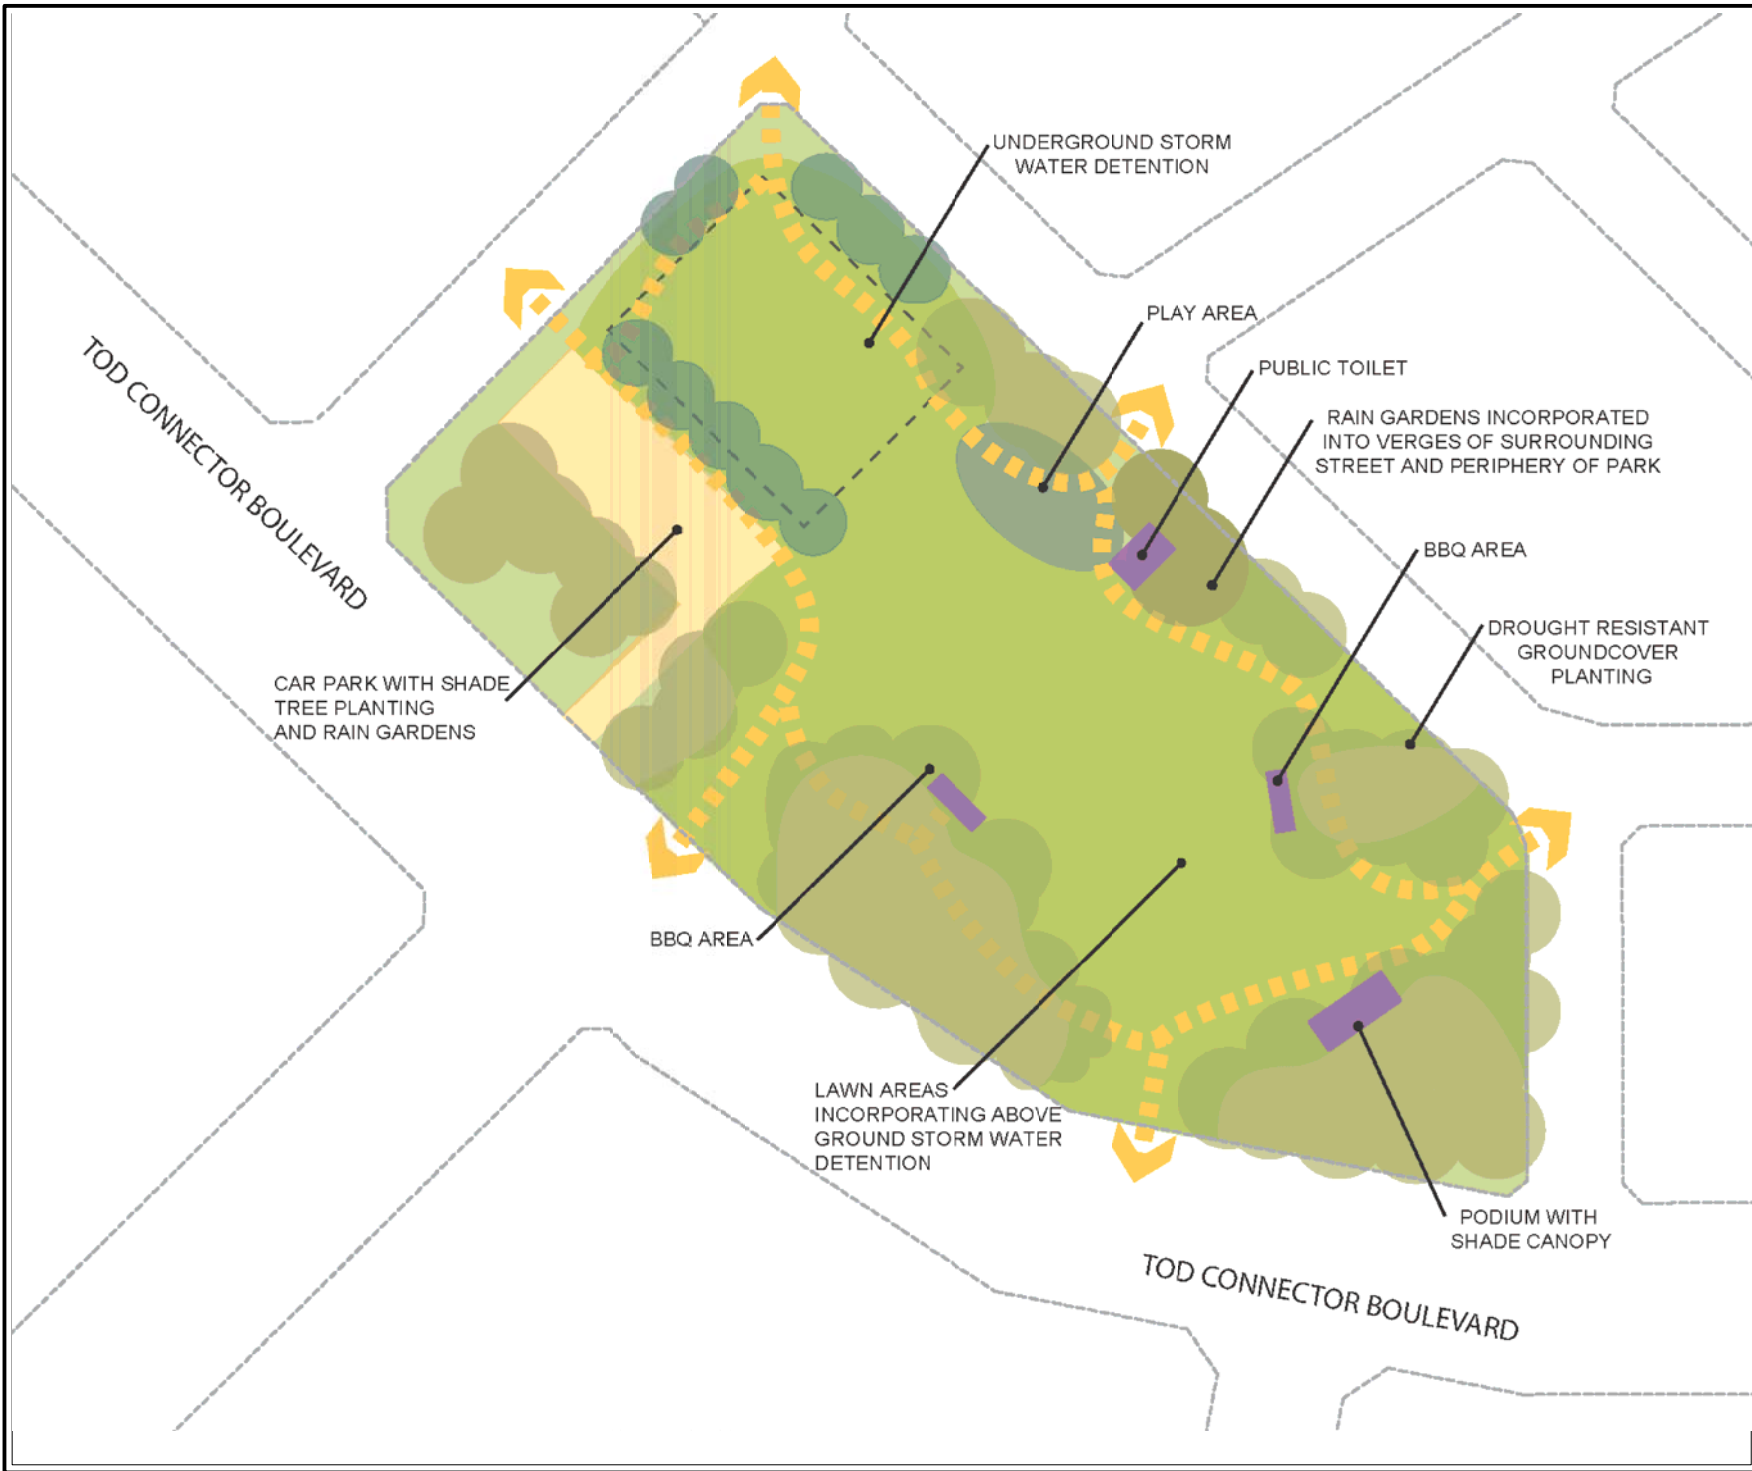 UNDERGROUND STORM
WATER DETENTION
PLAY AREA
PUBLIC TOILET
RAIN GARDENS INCORPORATED
INTO VERGES OF SURROUNDING
STREET AND PERIPHERY OF PARK
BBQ AREA
DROUGHT RESISTANT
GROUNDCOVER
PLANTING
TOD CONNECTOR BOULEVARD
CAR PARK WITH SHADE
TREE PLANTING
AND RAIN GARDENS
BBQ AREA
LAWN AREAS
INCORPORATING ABOVE
GROUND STORM WATER
DETENTION
PODIUM WITH
SHADE CANOPY
TOD CONNECTOR BOULEVARD